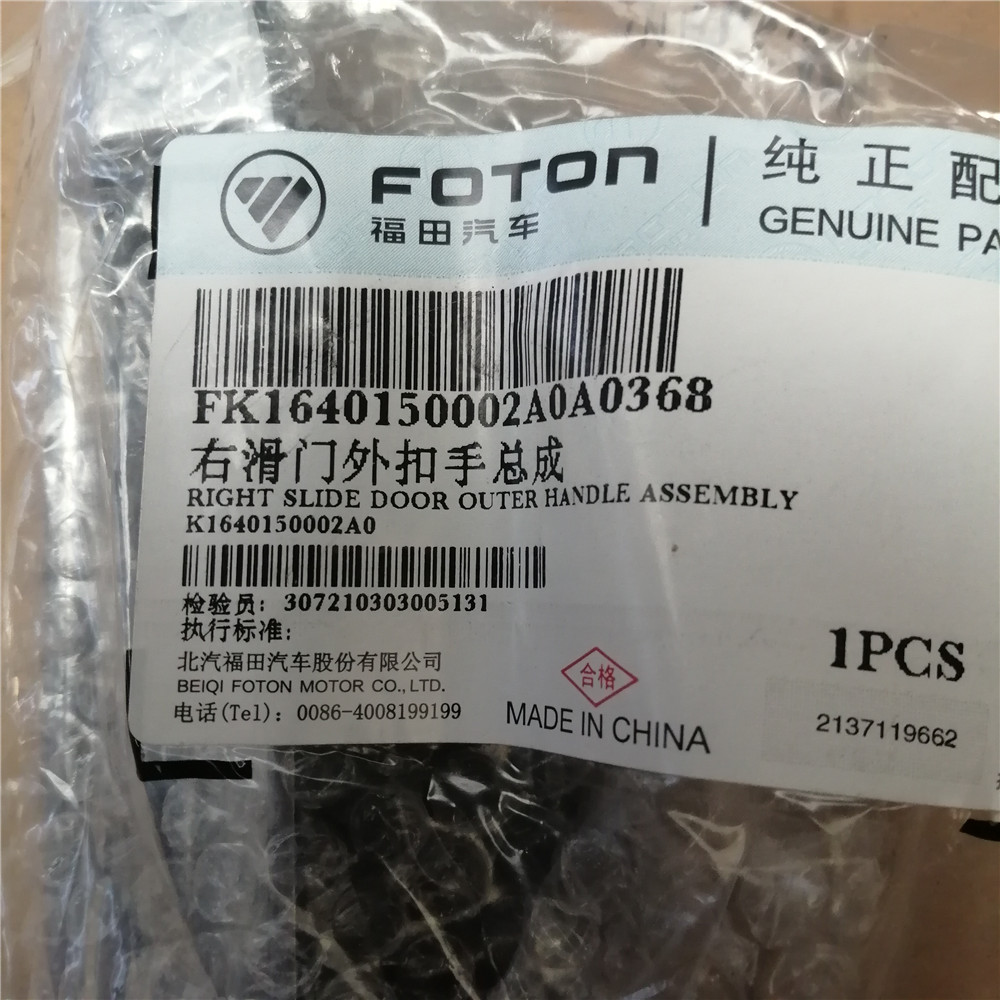 FOTON
福田汽车
纯正配
GENUINE PA
FK1640150002A0A0368
右滑门外扣手总成
RIGHT SLIDE DOOR OUTER HANDLE ASSEMBLY
K1640150002A0
检验员: 307210303005131
执行标准:
北汽福田汽车股份有限公司
BEIQI FOTON MOTOR CO.,LTD.
电话(Tel): 0086-4008199199
合格
MADE IN CHINA
1PCS
2137119662